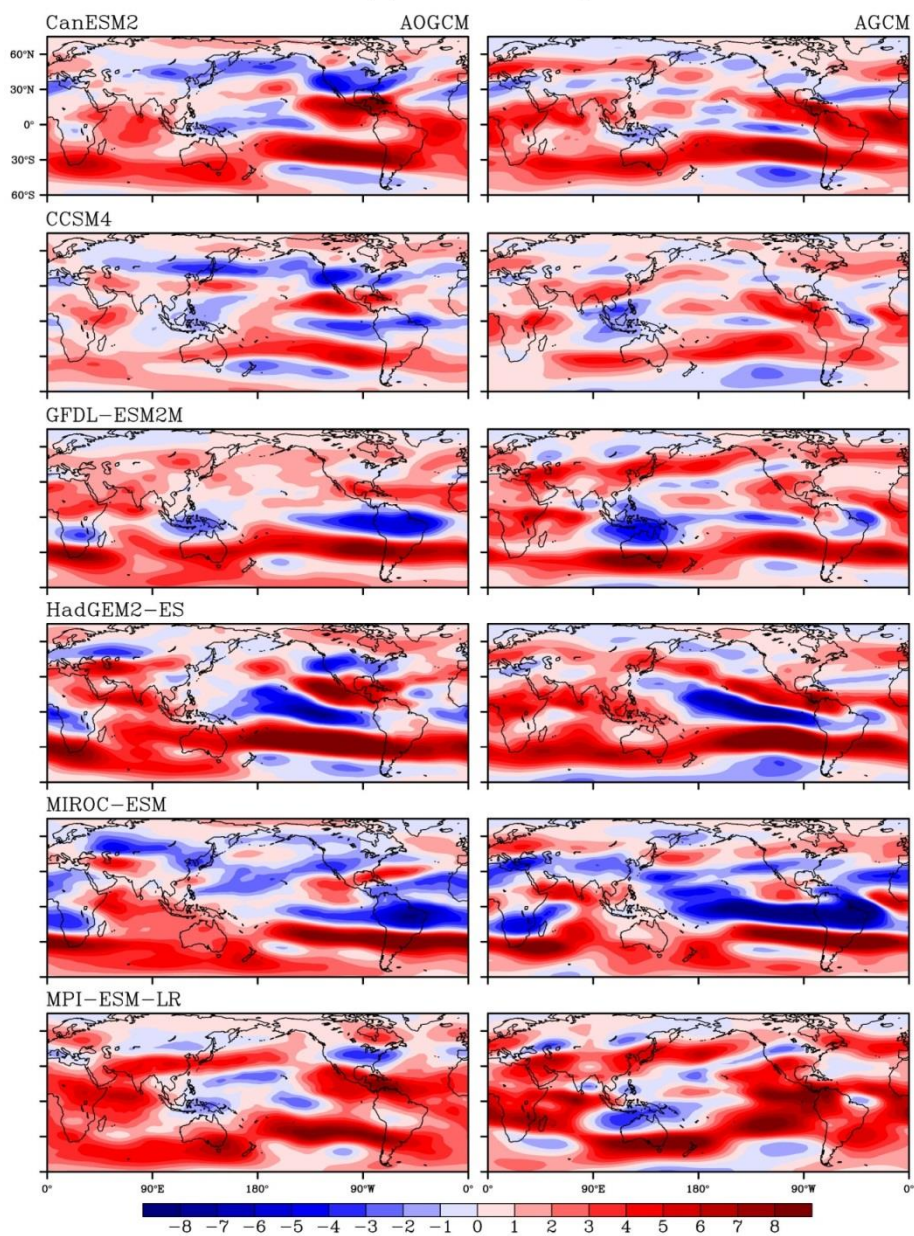 CanESM2 AOGCM AGCM
60°N
30°N
0°
30°S
60°S
CCSM4
GFDL−ESM2M
HadGEM2−ES
MIROC−ESM
MPI−ESM−LR
0° 90°E 180° 90°W 0° 90°E 180° 90°W 0°
−8 −7 −6 −5 −4 −3 −2 −1 0 1 2 3 4 5 6 7 8